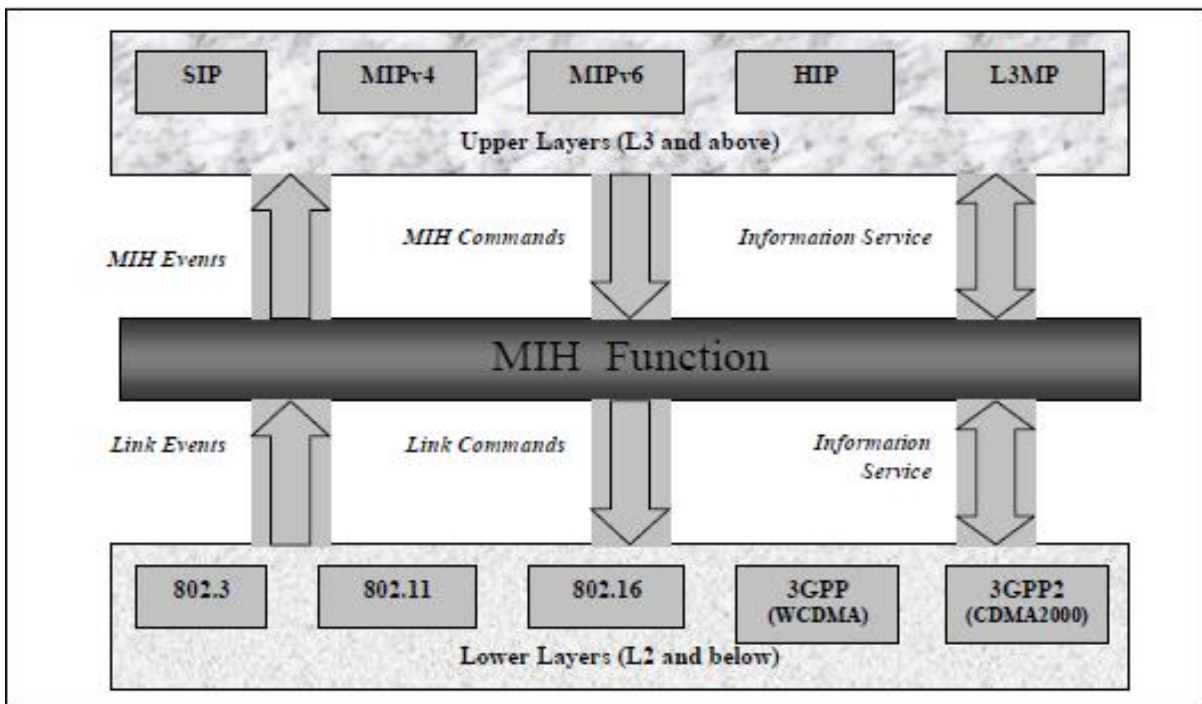 SIP
MIPv4
MIPv6
HIP
L3MP
Upper Layers (L3 and above)
MIH Events
MIH Commands
Information Service
MIH Function
Link Events
Link Commands
Information
Service
802.3
802.11
802.16
3GPP
(WCDMA)
3GPP2
(CDMA2000)
Lower Layers (L2 and below)